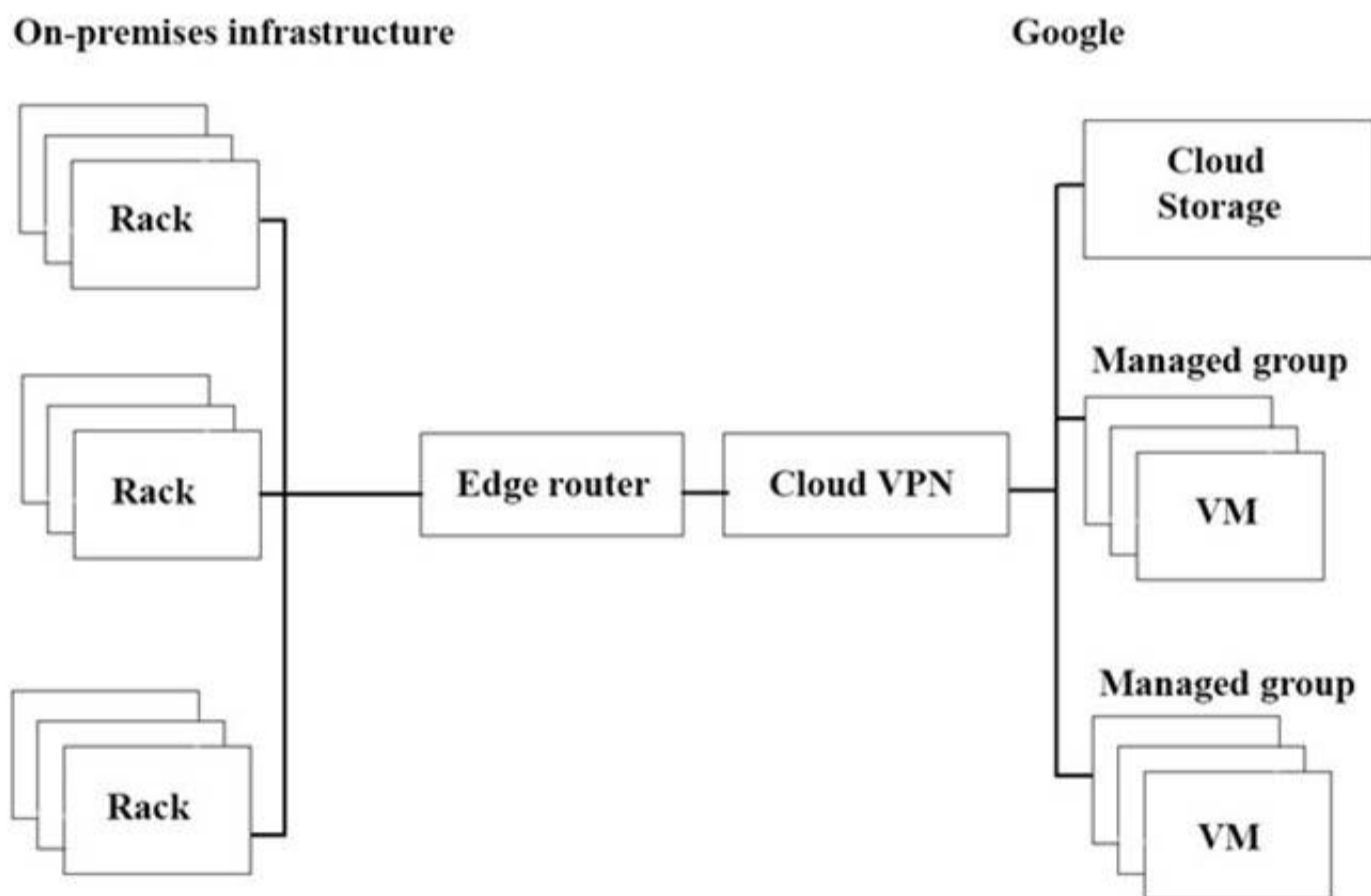 On-premises infrastructure
Google
Rack
Rack
Rack
Edge router
Cloud VPN
Cloud
Storage
Managed group
VM
Managed group
VM